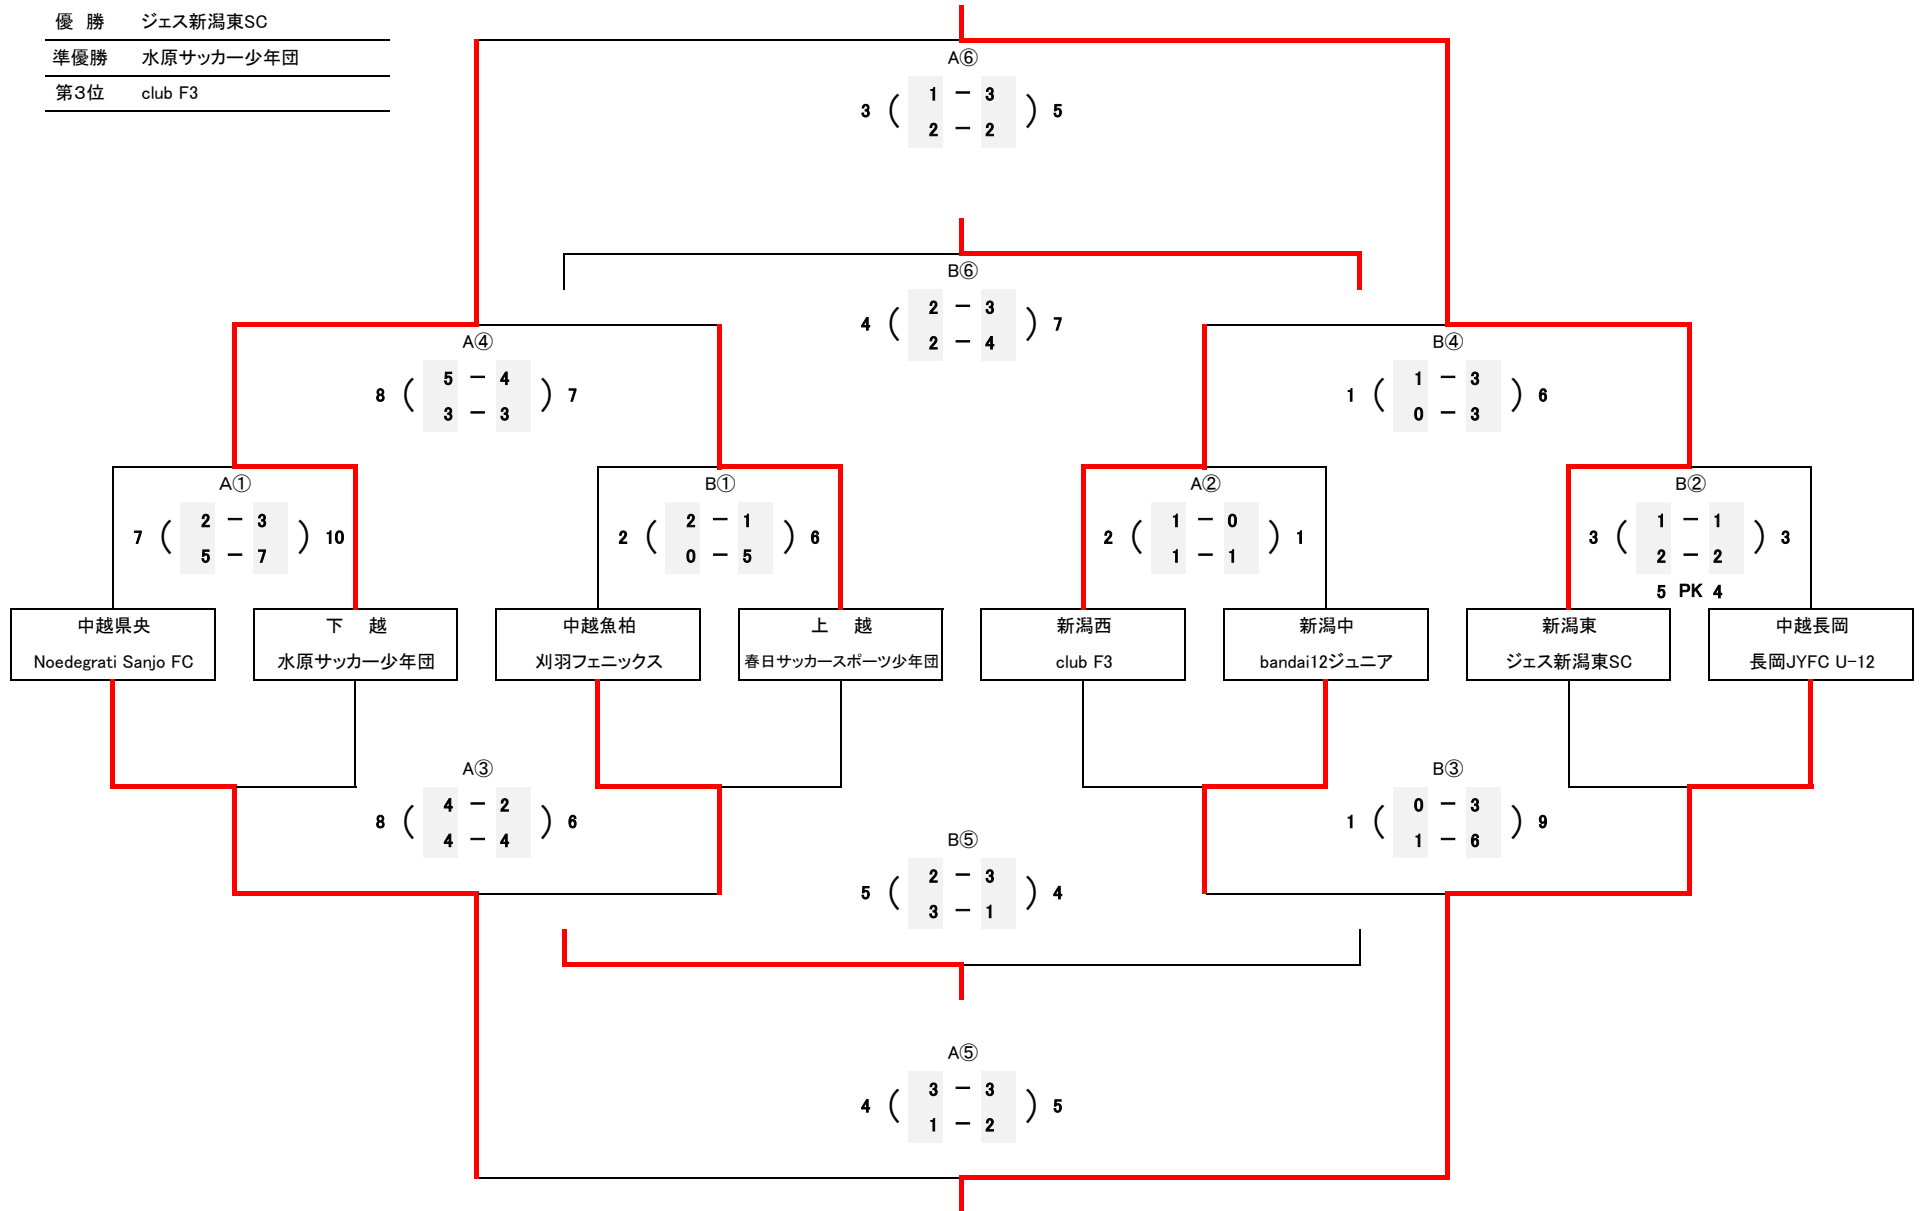 優　勝　ジェス新潟東SC
準優勝　水原サッカー少年団
第３位　club F3
A⑥
1 － 3
3 （ ） 5
2 － 2
B⑥
2 － 3
4 （ ） 7
2 － 4
A④
5 － 4
8 （ ） 7
3 － 3
B④
1 － 3
1 （ ） 6
0 － 3
A①
2 － 3
7 （ ） 10
5 － 7
B①
2 － 1
2 （ ） 6
0 － 5
A②
1 － 0
2 （ ） 1
1 － 1
B②
1 － 1
3 （ ） 3
2 － 2
5 PK 4
中越県央
Noedegrati Sanjo FC
下　越
水原サッカー少年団
中越魚柏
刈羽フェニックス
上　越
春日サッカースポーツ少年団
新潟西
club F3
新潟中
bandai12ジュニア
新潟東
ジェス新潟東SC
中越長岡
長岡JYFC U-12
A③
4 － 2
8 （ ） 6
4 － 4
B③
0 － 3
1 （ ） 9
1 － 6
B⑤
2 － 3
5 （ ） 4
3 － 1
A⑤
3 － 3
4 （ ） 5
1 － 2